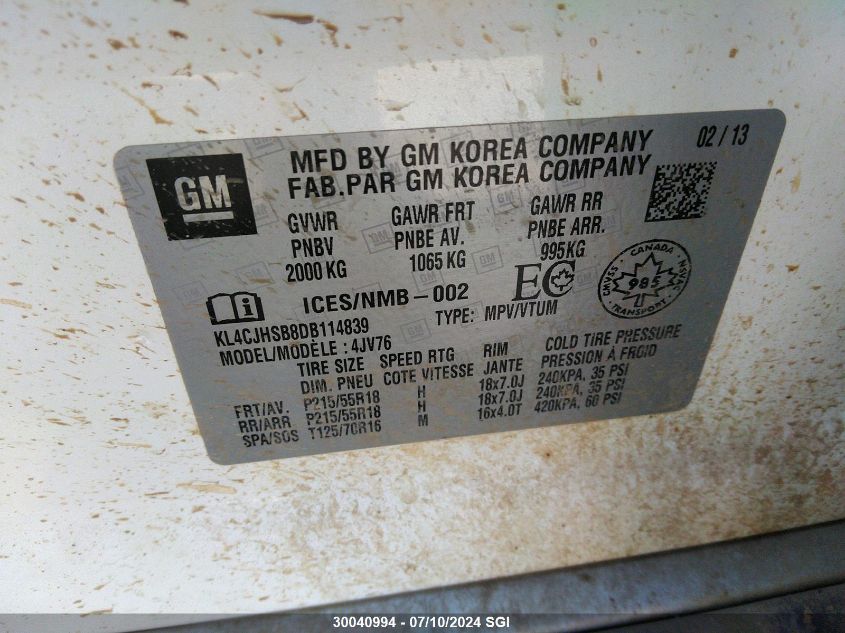 GM
MFD BY GM KOREA COMPANY 02 / 13
FAB.PAR GM KOREA COMPANY
GVWR GAWR FRT GAWR RR
PNBV PNBE AV. PNBE ARR.
2000 KG 1065 KG 995KG
ICES/NMB-002 EC
CMVSS CANADA NSVAC
985
TRANSPORT
KL4CJHSB8DB114839 TYPE: MPV/VTUM
MODEL/MODÈLE : 4JV76
TIRE SIZE SPEED RTG RIM COLD TIRE PRESSURE
DIM. PNEU COTE VITESSE JANTE PRESSION À FROID
FRT/AV. P215/55R18 H 18x7.0J 240KPA, 35 PSI
RR/ARR P215/55R18 H 18x7.0J 240KPA, 35 PSI
SPA/SOS T125/70R16 M 16x4.0T 420KPA, 60 PSI
30040994 - 07/10/2024 SGI